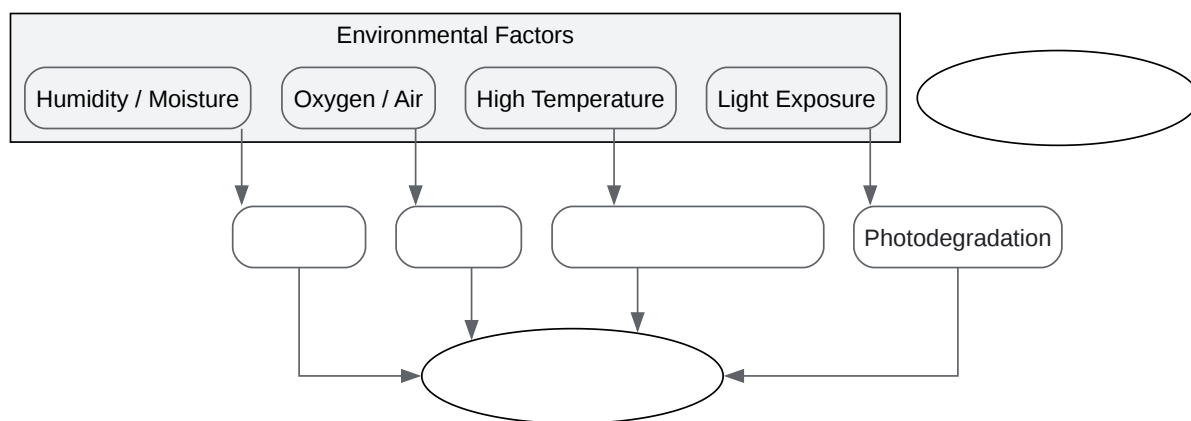 Environmental Factors
Humidity / Moisture
Oxygen / Air
High Temperature
Light Exposure
Photodegradation